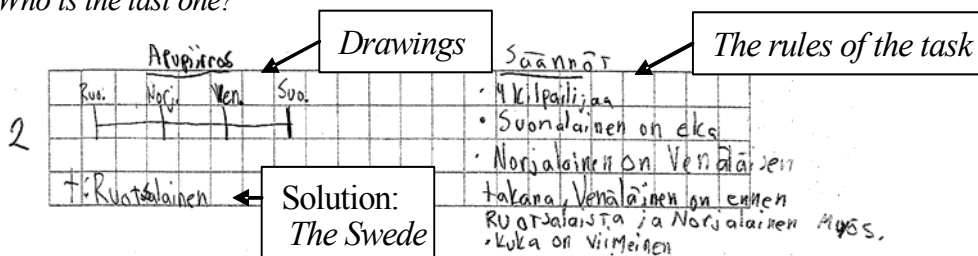 Who is the last one?
Drawings
The rules of the task
Apupiirros
Ruo. Norj. Ven. Suo.
2
t: Ruotsalainen
Solution:
The Swede
Säännöt
· 4 kilpailijaa
· Suomalainen on eka
· Norjalainen on Venäläisen
takana, Venäläinen on ennen
Ruotsalaista ja Norjalainen myös.
· kuka on viimeinen